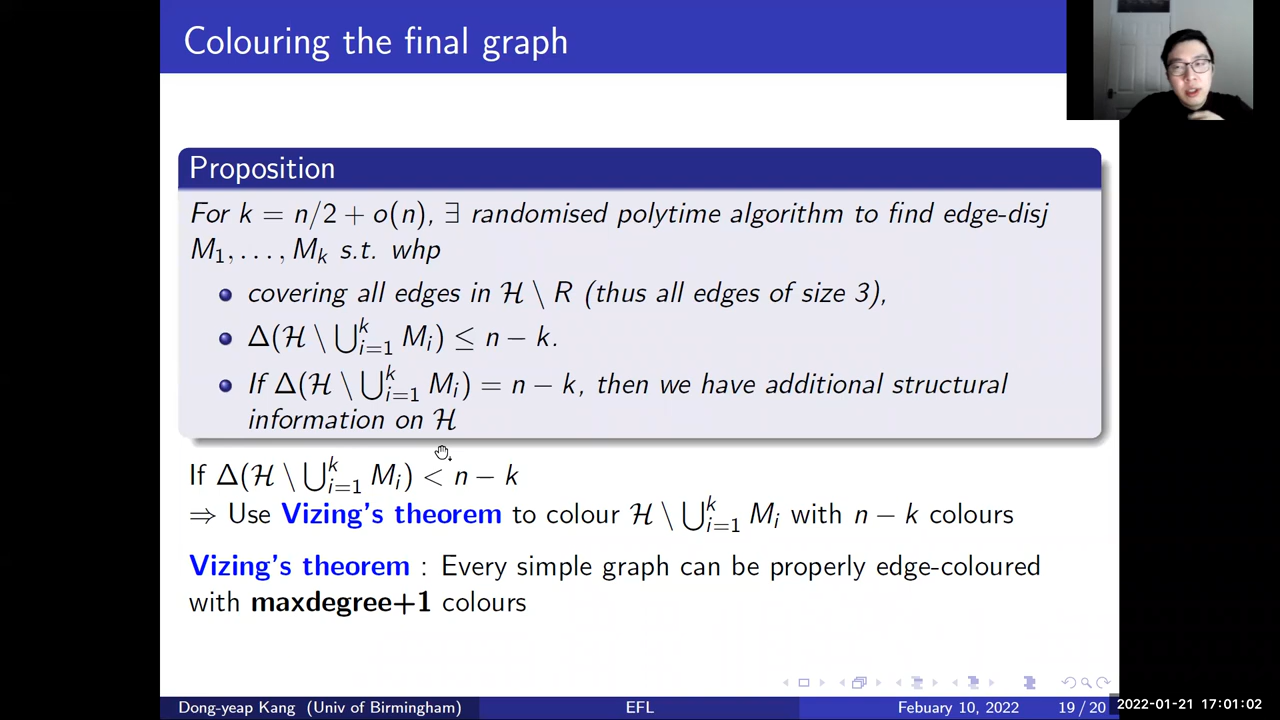 Colouring the final graph
Proposition
For k = n/2 + o(n), ∃ randomised polytime algorithm to find edge-disj
M₁, . . . , Mₖ s.t. whp
covering all edges in ℋ \ R (thus all edges of size 3),
Δ(ℋ \ ⋃ᵏᵢ₌₁ Mᵢ) ≤ n − k.
If Δ(ℋ \ ⋃ᵏᵢ₌₁ Mᵢ) = n − k, then we have additional structural
information on ℋ
If Δ(ℋ \ ⋃ᵏᵢ₌₁ Mᵢ) < n − k
⇒ Use Vizing's theorem to colour ℋ \ ⋃ᵏᵢ₌₁ Mᵢ with n − k colours
Vizing's theorem : Every simple graph can be properly edge-coloured
with maxdegree+1 colours
Dong-yeap Kang (Univ of Birmingham) EFL Febuary 10, 2022 19 / 20
2022-01-21 17:01:02